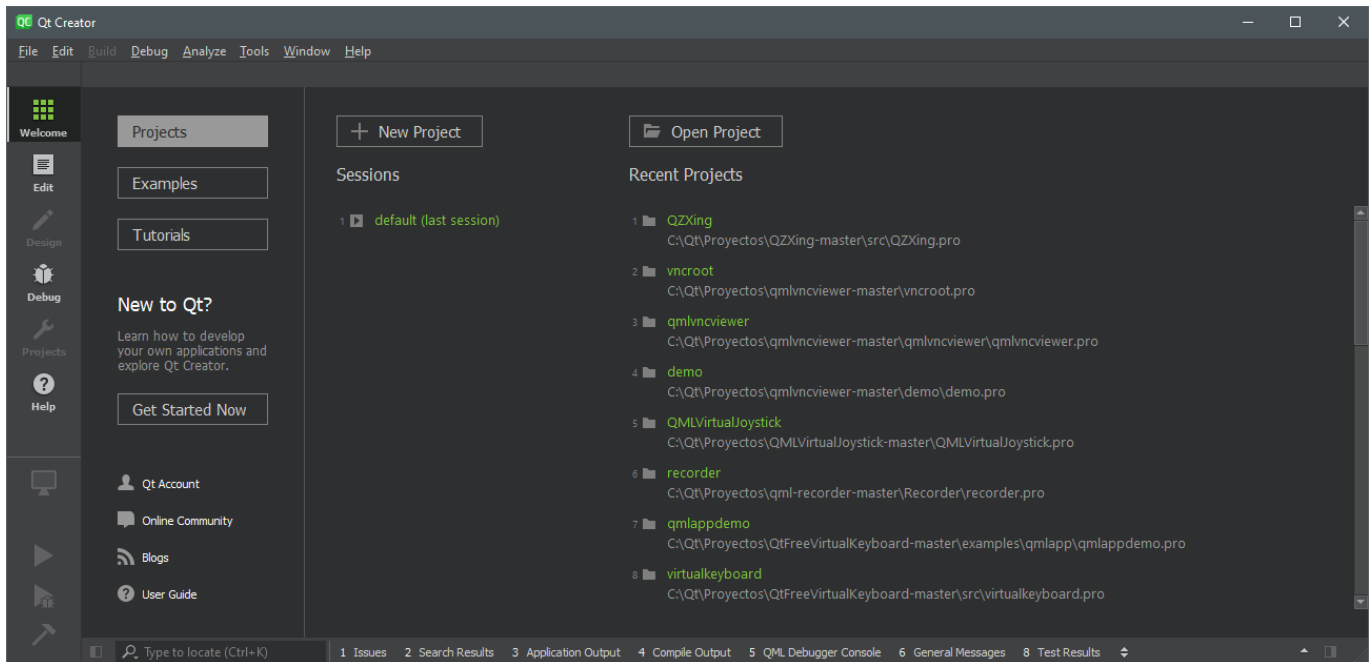 QC Qt Creator
File Edit Build Debug Analyze Tools Window Help
Welcome
Edit
Design
Debug
Projects
Help
Projects
Examples
Tutorials
New to Qt?
Learn how to develop
your own applications and
explore Qt Creator.
Get Started Now
Qt Account
Online Community
Blogs
User Guide
New Project
Sessions
1 default (last session)
Open Project
Recent Projects
1 QZXing
C:\Qt\Proyectos\QZXing-master\src\QZXing.pro
2 vncroot
C:\Qt\Proyectos\qmlvncviewer-master\vncroot.pro
3 qmlvncviewer
C:\Qt\Proyectos\qmlvncviewer-master\qmlvncviewer\qmlvncviewer.pro
4 demo
C:\Qt\Proyectos\qmlvncviewer-master\demo\demo.pro
5 QMLVirtualJoystick
C:\Qt\Proyectos\QMLVirtualJoystick-master\QMLVirtualJoystick.pro
6 recorder
C:\Qt\Proyectos\qml-recorder-master\Recorder\recorder.pro
7 qmlappdemo
C:\Qt\Proyectos\QtFreeVirtualKeyboard-master\examples\qmlapp\qmlappdemo.pro
8 virtualkeyboard
C:\Qt\Proyectos\QtFreeVirtualKeyboard-master\src\virtualkeyboard.pro
Type to locate (Ctrl+K) 1 Issues 2 Search Results 3 Application Output 4 Compile Output 5 QML Debugger Console 6 General Messages 8 Test Results